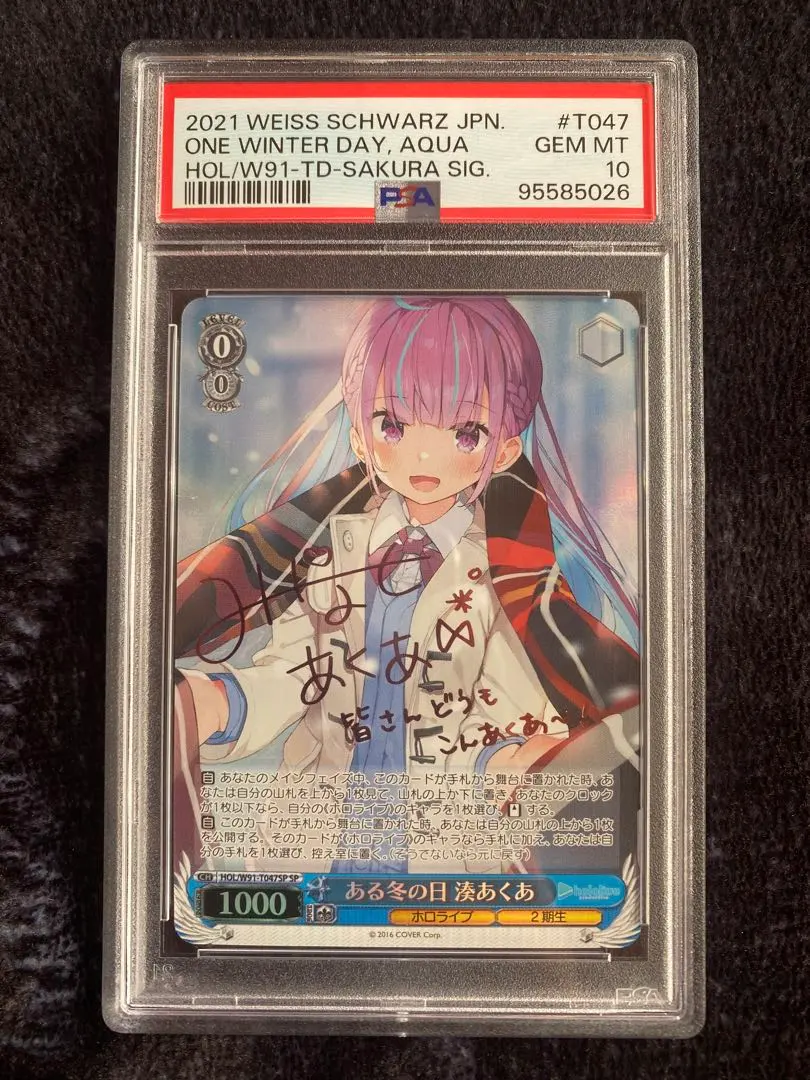 2021 WEISS SCHWARZ JPN. #T047
ONE WINTER DAY, AQUA GEM MT
HOL/W91-TD-SAKURA SIG. 10
PSA 95585026
LEVEL
0
0
COST
みなと
あくあ
皆さんどうも
こんあくあ~
自 あなたのメインフェイズ中、このカードが手札から舞台に置かれた時、あ
なたは自分の山札を上から1枚見て、山札の上か下に置き、あなたのクロック
が1枚以下なら、自分の《ホロライブ》のキャラを1枚選び、する。
自 このカードが手札から舞台に置かれた時、あなたは自分の山札の上から1枚
を公開する。そのカードが《ホロライブ》のキャラなら手札に加え、あなたは自
分の手札を1枚選び、控え室に置く。(そうでないなら元に戻す)
CH HOL/W91-T047SP SP
1000 ある冬の日 湊あくあ hololive
ホロライブ 2期生
© 2016 COVER Corp.
PSA